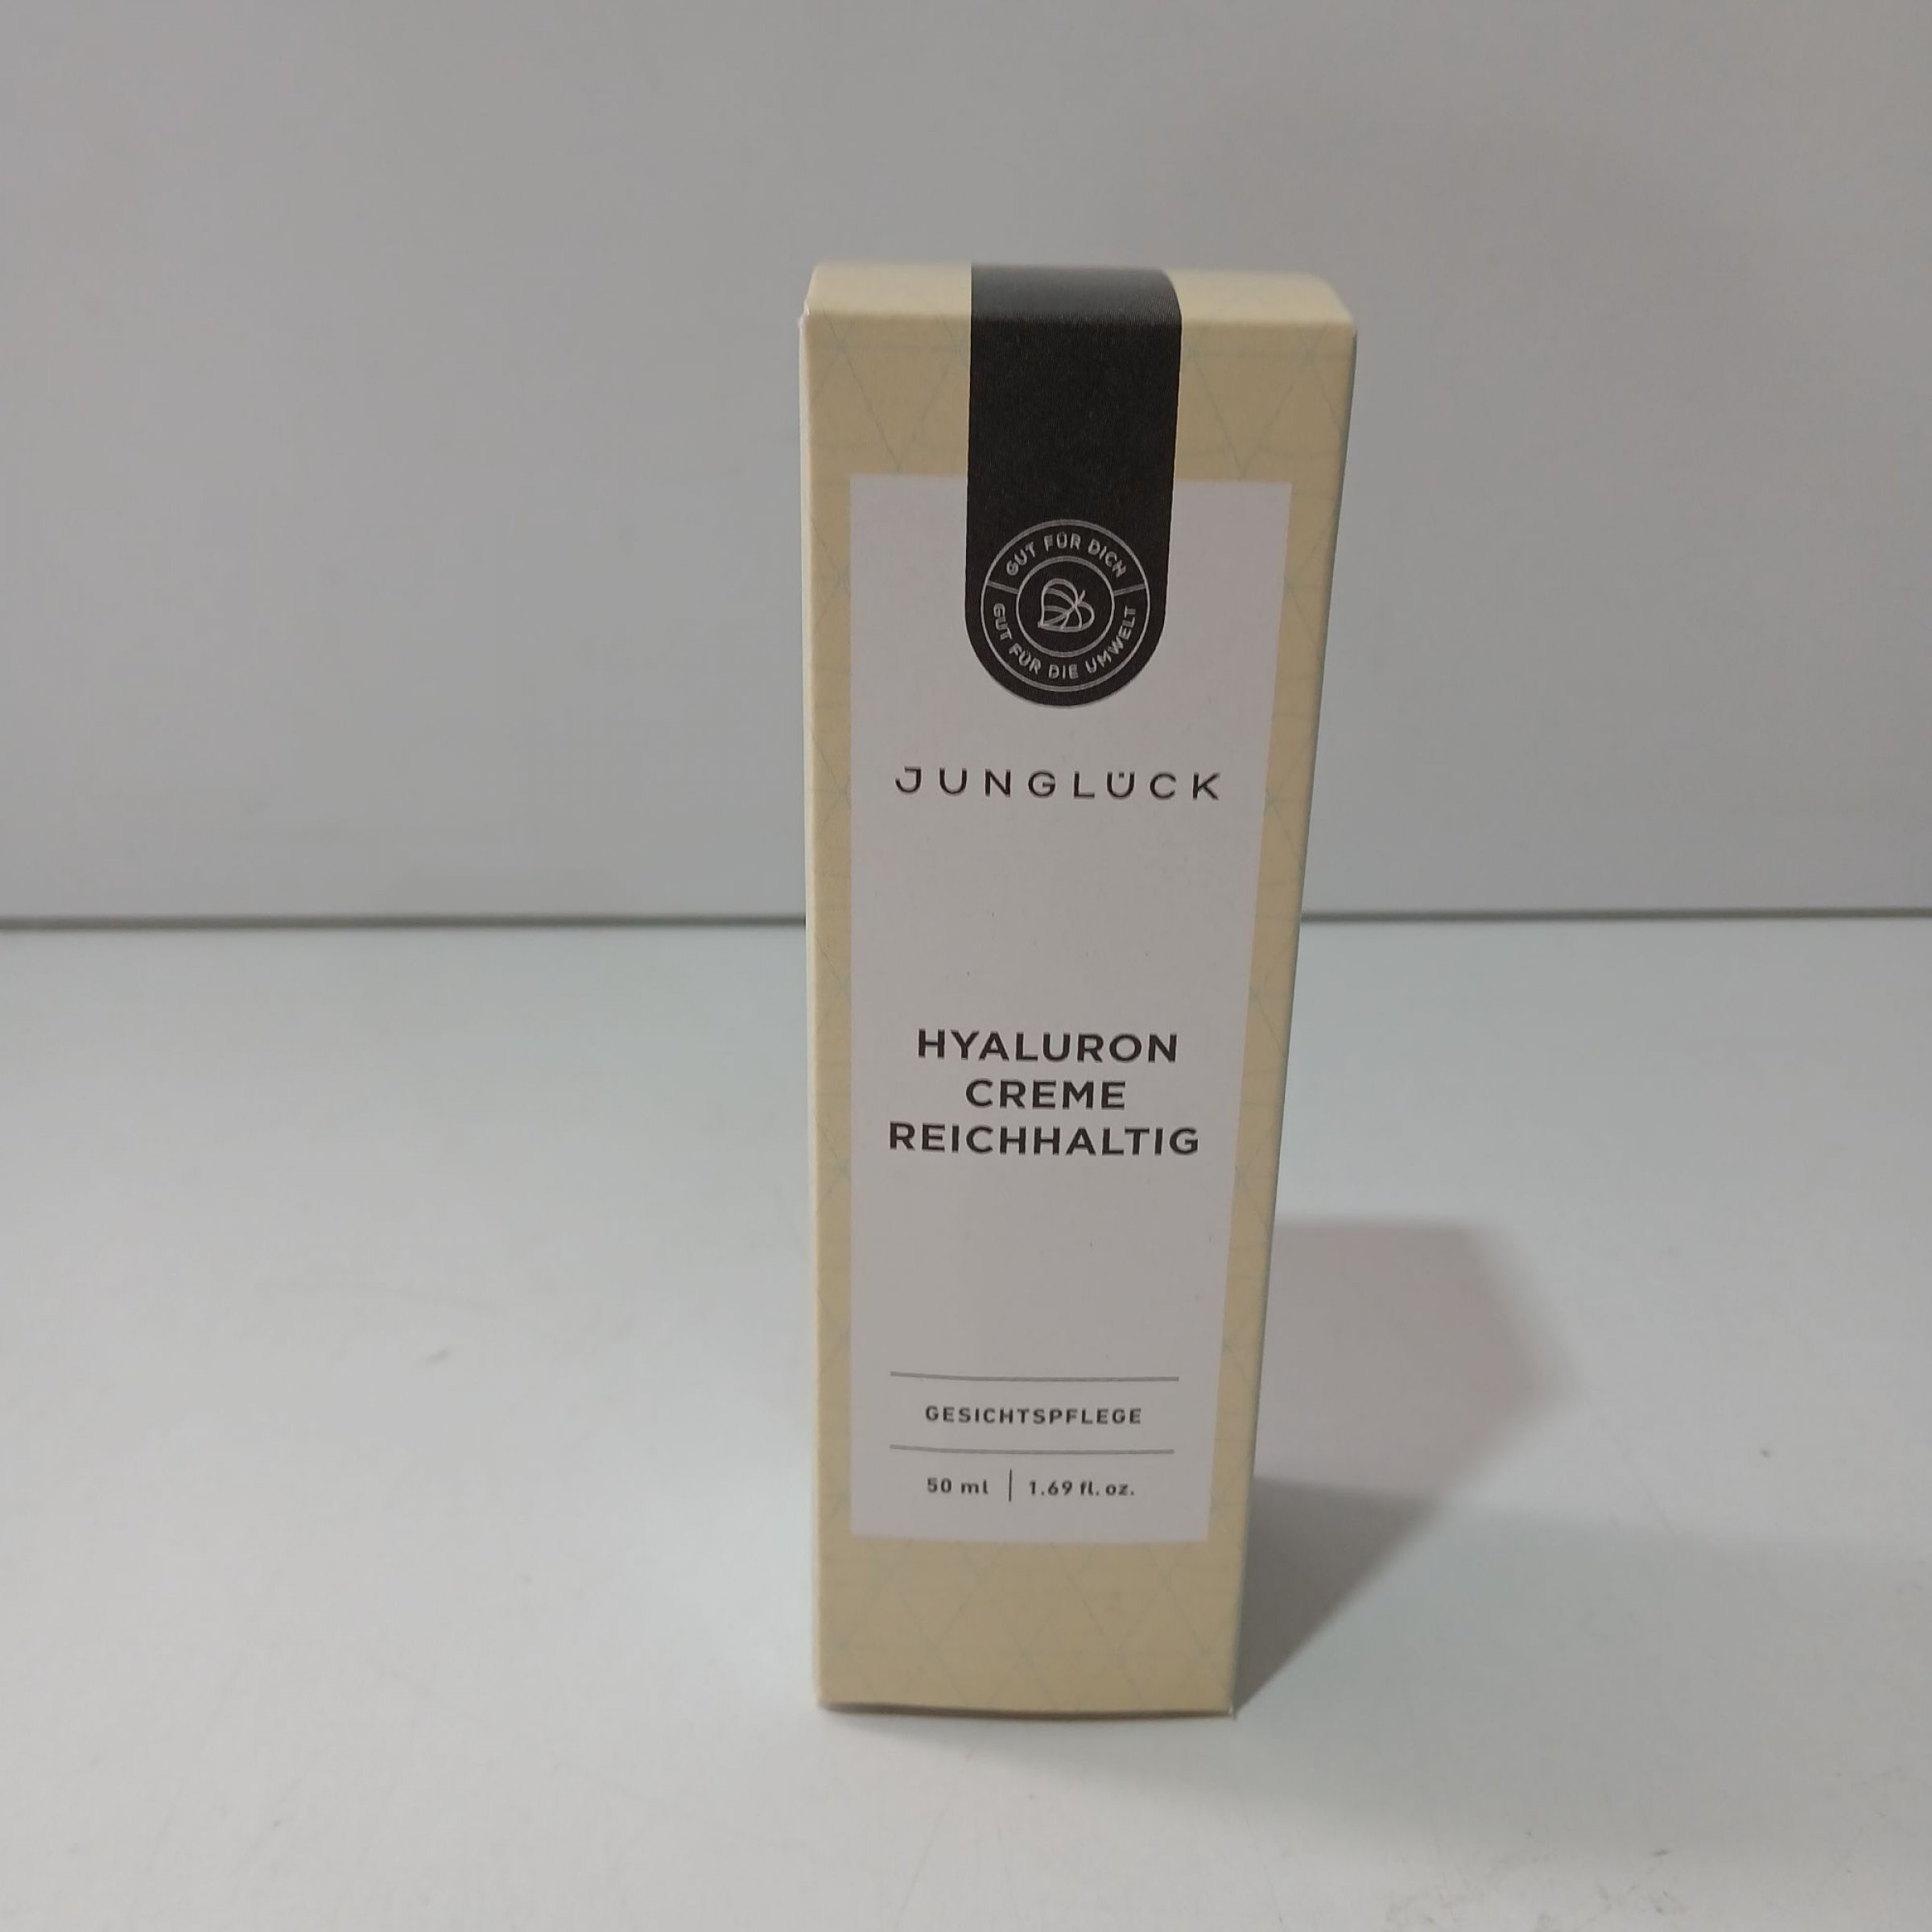 GUT FÜR DICH
GUT FÜR DIE UMWELT
JUNGLÜCK
HYALURON
CREME
REICHHALTIG
GESICHTSPFLEGE
50 ml | 1.69 fl. oz.